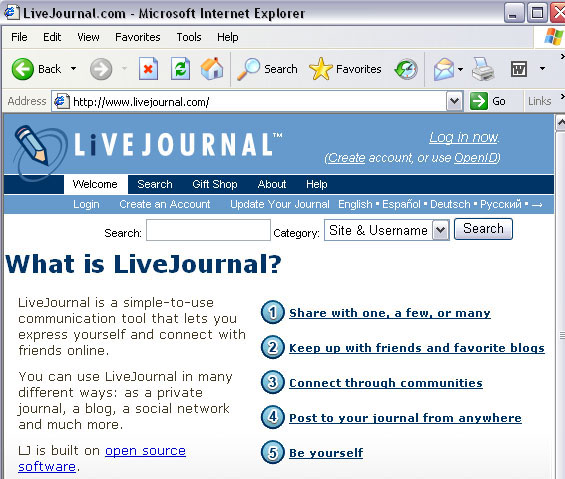 LiveJournal.com - Microsoft Internet Explorer
File Edit View Favorites Tools Help
Back Search Favorites W
Address http://www.livejournal.com/ Go Links
LiVEJOURNAL™
Log in now.
(Create account, or use OpenID)
Welcome Search Gift Shop About Help
Login Create an Account Update Your Journal English • Español • Deutsch • Русский • →
Search: Category: Site & Username Search
What is LiveJournal?
LiveJournal is a simple-to-use
communication tool that lets you
express yourself and connect with
friends online.
You can use LiveJournal in many
different ways: as a private
journal, a blog, a social network
and much more.
LJ is built on open source
software.
1 Share with one, a few, or many
2 Keep up with friends and favorite blogs
3 Connect through communities
4 Post to your journal from anywhere
5 Be yourself